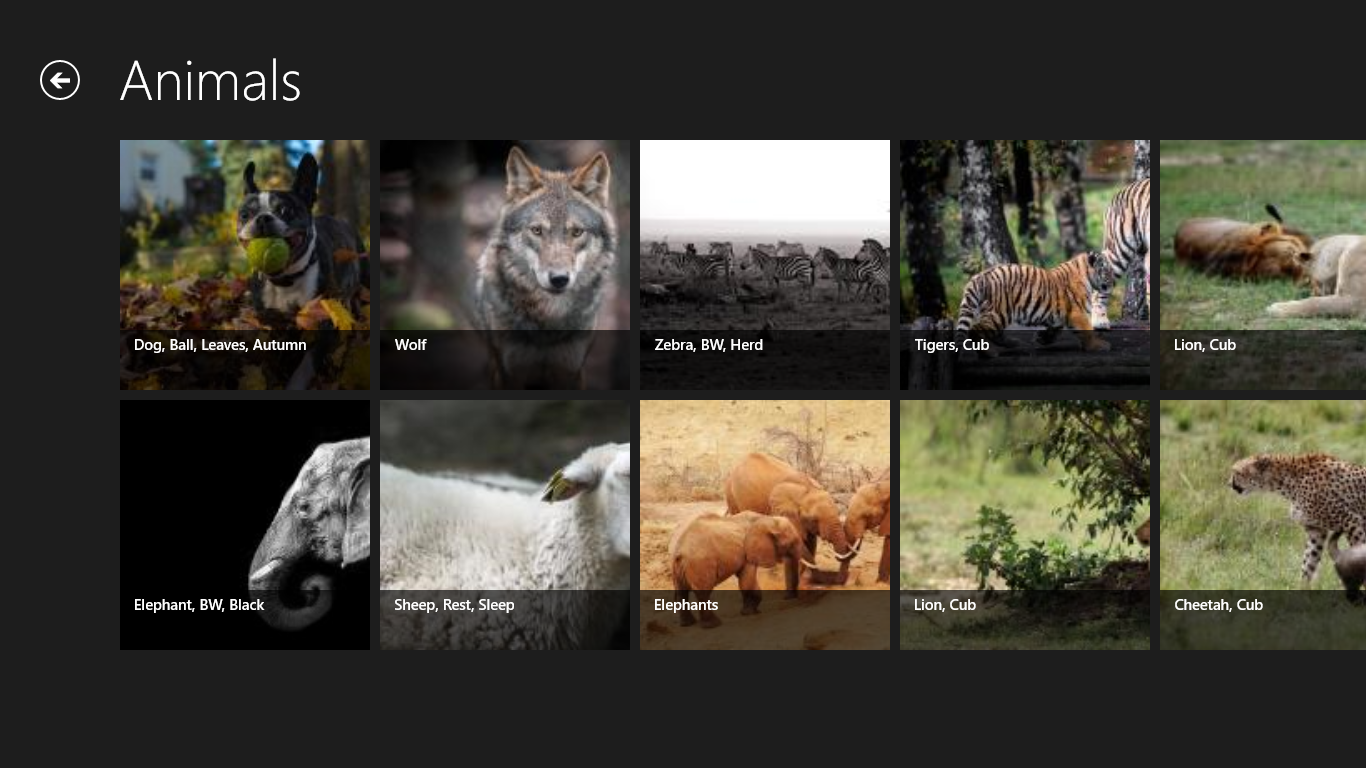 Animals
Dog, Ball, Leaves, Autumn
Wolf
Zebra, BW, Herd
Tigers, Cub
Lion, Cub
Elephant, BW, Black
Sheep, Rest, Sleep
Elephants
Lion, Cub
Cheetah, Cub